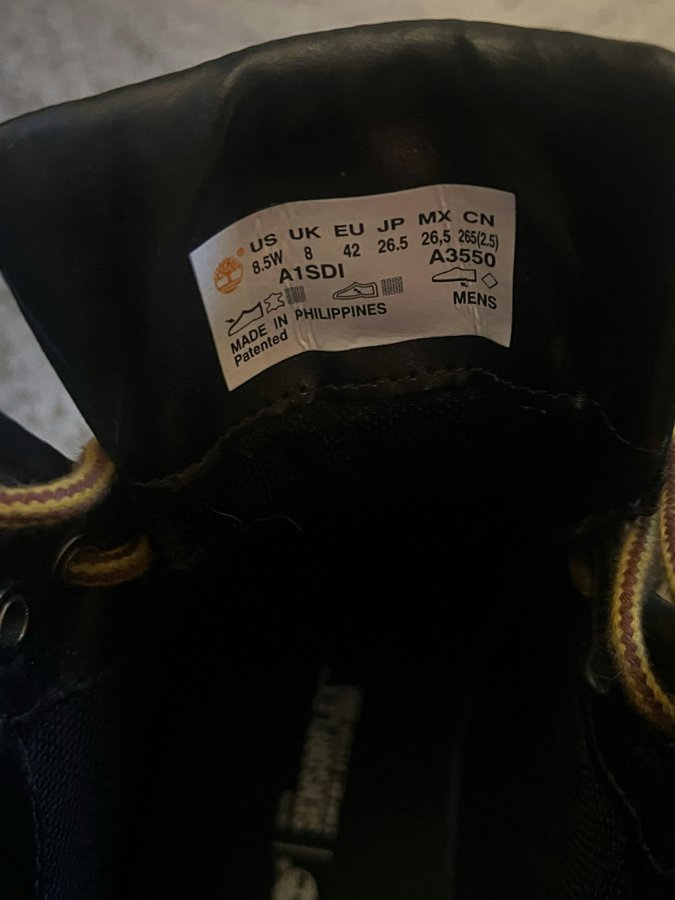 US UK EU JP MX CN
8.5W 8 42 26.5 26,5 265(2.5)
A1SDI A3550
MADE IN PHILIPPINES MENS
Patented